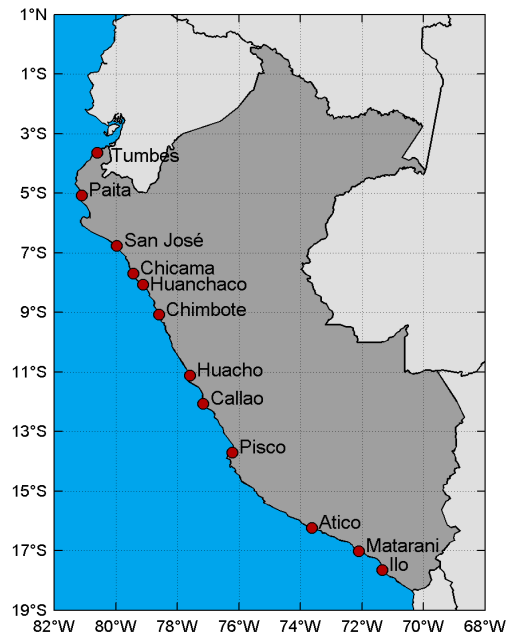 1°N
1°S
3°S
5°S
7°S
9°S
11°S
13°S
15°S
17°S
19°S
Tumbes
Paita
San José
Chicama
Huanchaco
Chimbote
Huacho
Callao
Pisco
Atico
Matarani
Ilo
82°W 80°W 78°W 76°W 74°W 72°W 70°W 68°W